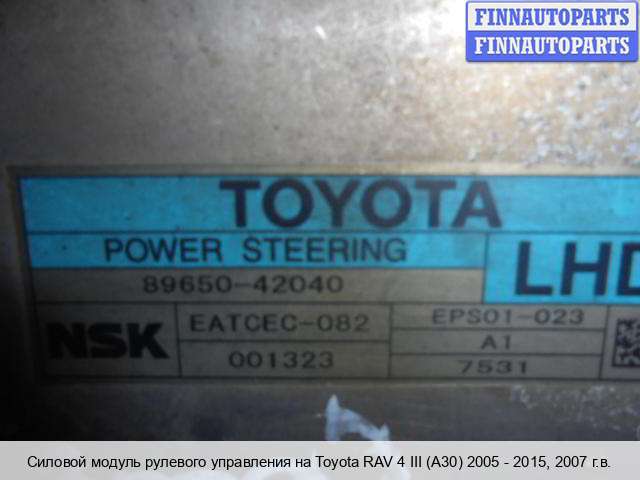 FINNAUTOPARTS
FINNAUTOPARTS
TOYOTA
POWER STEERING
LHD
89650-42040
NSK
EATCEC-082
EPS01-023
001323
A1
7531
Силовой модуль рулевого управления на Toyota RAV 4 III (A30) 2005 - 2015, 2007 г.в.